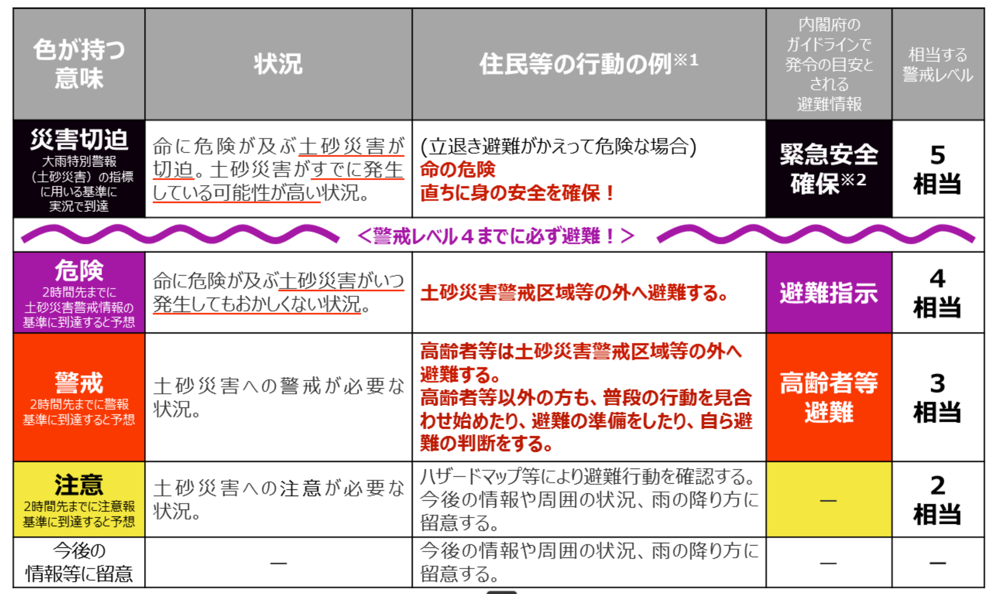 色が持つ
意味
状況
住民等の行動の例※1
内閣府の
ガイドラインで
発令の目安と
される
避難情報
相当する
警戒レベル
災害切迫
大雨特別警報
(土砂災害）の指標
に用いる基準に
実況で到達
命に危険が及ぶ土砂災害が
切迫。土砂災害がすでに発生
している可能性が高い状況。
(立退き避難がかえって危険な場合)
命の危険
直ちに身の安全を確保！
緊急安全
確保※2
5
相当
＜警戒レベル４までに必ず避難！＞
危険
2時間先までに
土砂災害警戒情報の
基準に到達すると予想
命に危険が及ぶ土砂災害がいつ
発生してもおかしくない状況。
土砂災害警戒区域等の外へ避難する。
避難指示
4
相当
警戒
2時間先までに警報
基準に到達すると予想
土砂災害への警戒が必要な
状況。
高齢者等は土砂災害警戒区域等の外へ
避難する。
高齢者等以外の方も、普段の行動を見合
わせ始めたり、避難の準備をしたり、自ら避
難の判断をする。
高齢者等
避難
3
相当
注意
2時間先までに注意報
基準に到達すると予想
土砂災害への注意が必要な
状況。
ハザードマップ等により避難行動を確認する。
今後の情報や周囲の状況、雨の降り方に
留意する。
―
2
相当
今後の
情報等に留意
―
今後の情報や周囲の状況、雨の降り方に
留意する。
―
―